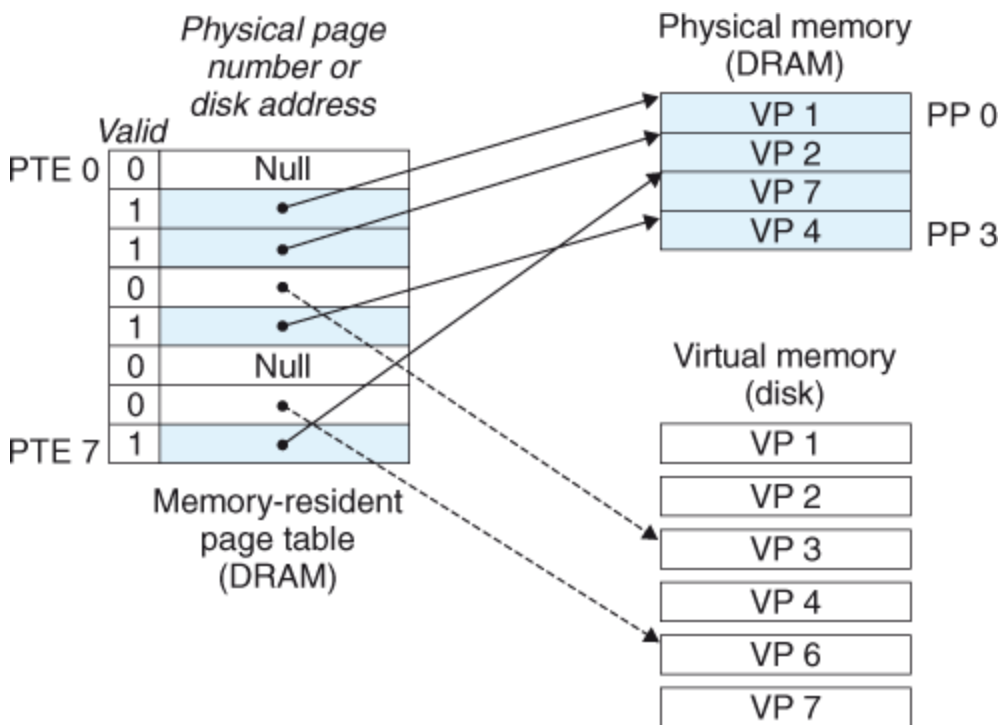 Physical page
number or
disk address
Valid
PTE 0 0 Null
1
1
0
1
0 Null
0
PTE 7 1
Memory-resident
page table
(DRAM)
Physical memory
(DRAM)
VP 1 PP 0
VP 2
VP 7
VP 4 PP 3
Virtual memory
(disk)
VP 1
VP 2
VP 3
VP 4
VP 6
VP 7